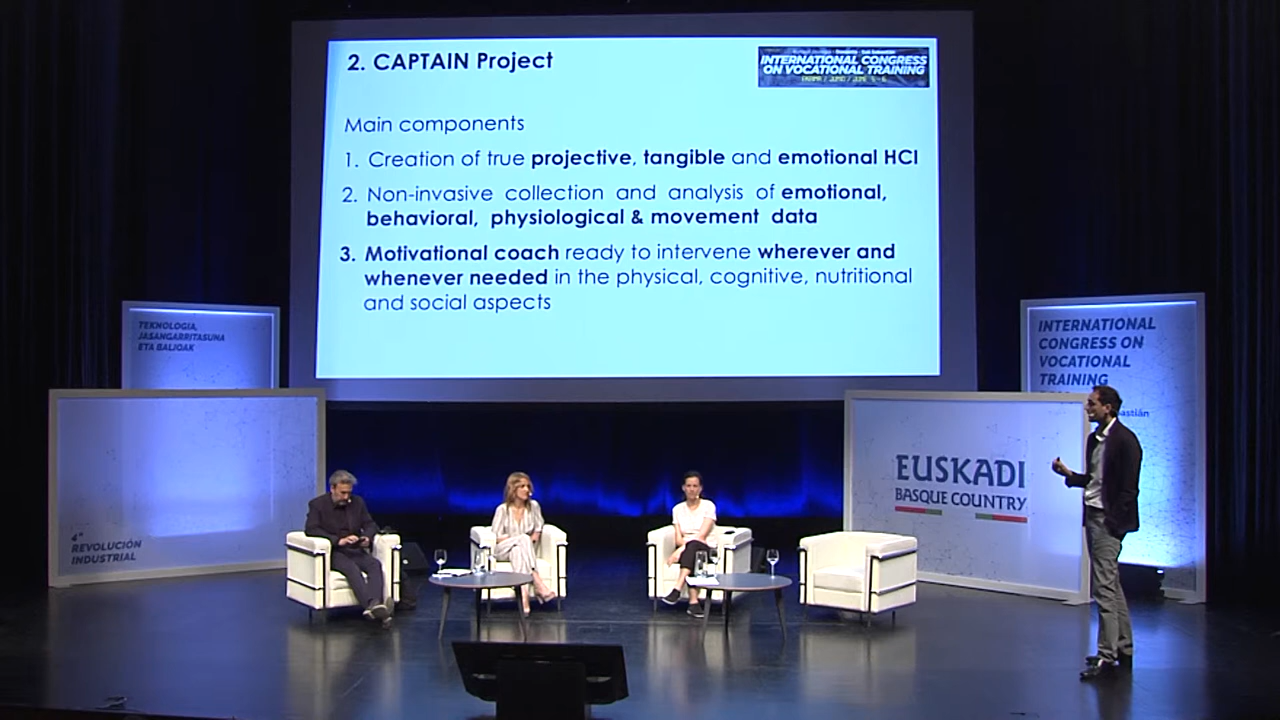 2. CAPTAIN Project
INTERNATIONAL CONGRESS
ON VOCATIONAL TRAINING
Main components
1. Creation of true projective, tangible and emotional HCI
2. Non-invasive collection and analysis of emotional,
behavioral, physiological & movement data
3. Motivational coach ready to intervene wherever and
whenever needed in the physical, cognitive, nutritional
and social aspects
TEKNOLOGIA,
JASANGARRITASUNA
ETA BALIOAK
INTERNATIONAL
CONGRESS ON
VOCATIONAL
TRAINING
4ª
REVOLUCIÓN
INDUSTRIAL
EUSKADI
BASQUE COUNTRY